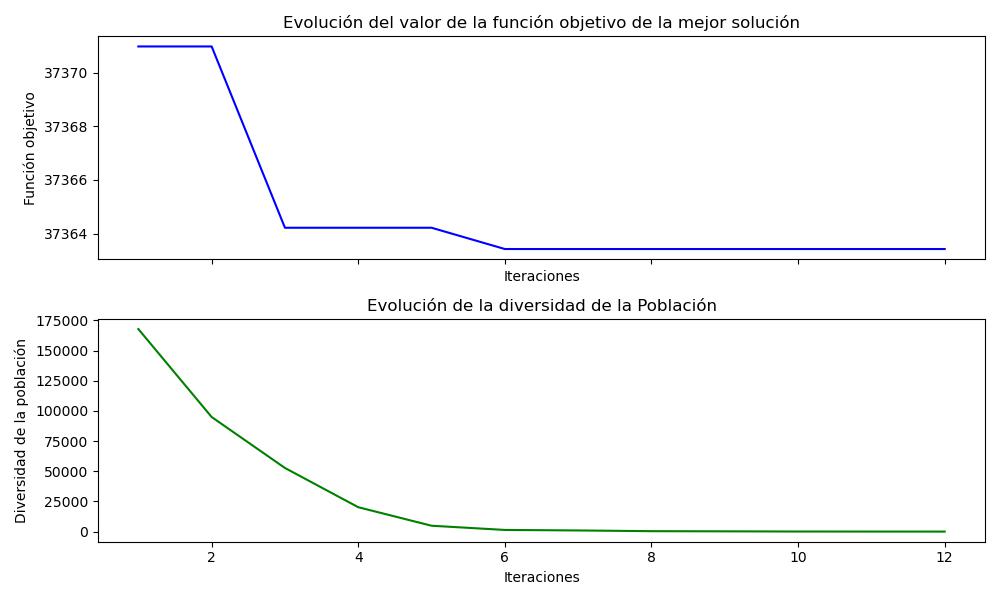 Evolución del valor de la función objetivo de la mejor solución
37370
37368
37366
37364
Función objetivo
Iteraciones
Evolución de la diversidad de la Población
175000
150000
125000
100000
75000
50000
25000
0
Diversidad de la población
2 4 6 8 10 12
Iteraciones